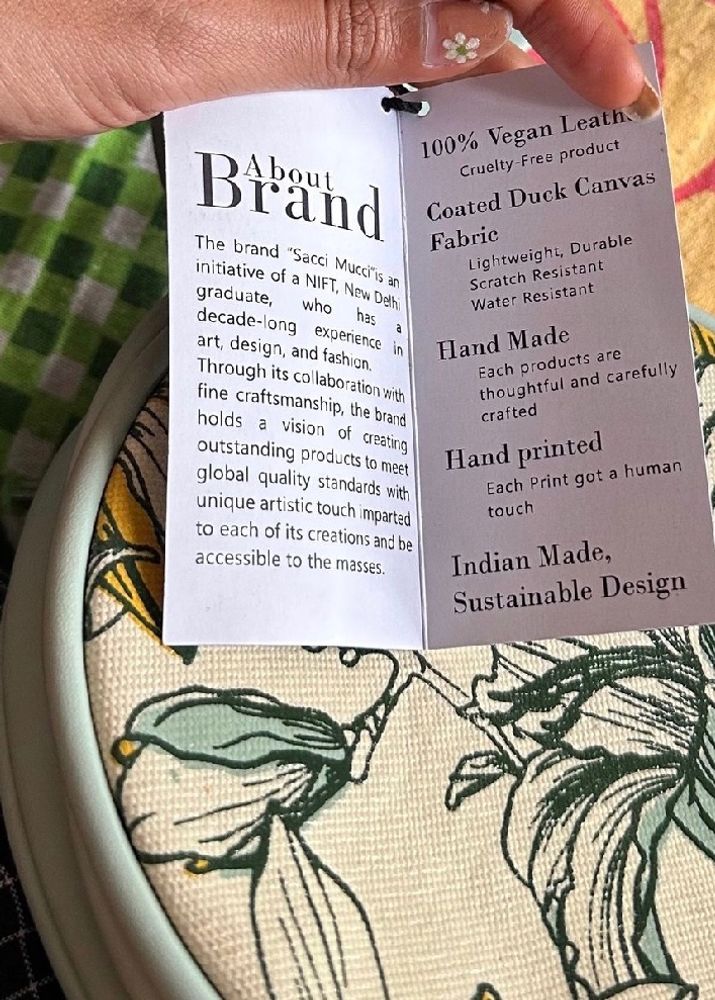 About
Brand
The brand "Sacci Mucci"is an
initiative of a NIFT, New Delhi
graduate, who has a
decade-long experience in
art, design, and fashion.
Through its collaboration with
fine craftsmanship, the brand
holds a vision of creating
outstanding products to meet
global quality standards with
unique artistic touch imparted
to each of its creations and be
accessible to the masses.
100% Vegan Leath
Cruelty-Free product
Coated Duck Canvas
Fabric
Lightweight, Durable
Scratch Resistant
Water Resistant
Hand Made
Each products are
thoughtful and carefully
crafted
Hand printed
Each Print got a human
touch
Indian Made,
Sustainable Design